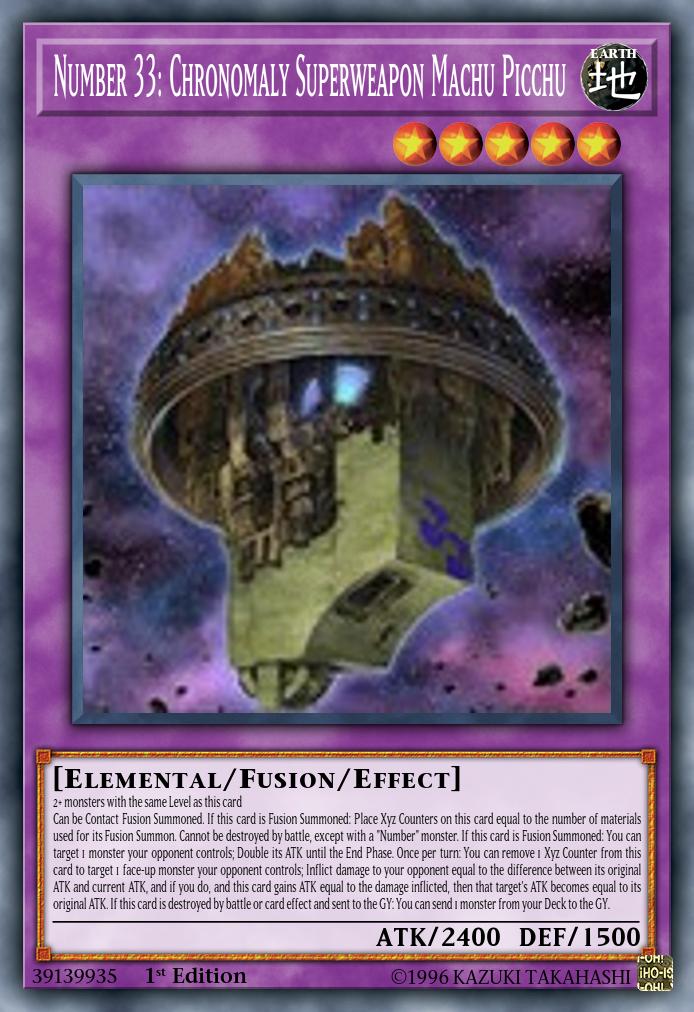 Number 33: Chronomaly Superweapon Machu Picchu
EARTH
地
33
[Elemental/Fusion/Effect]
2+ monsters with the same Level as this card
Can be Contact Fusion Summoned. If this card is Fusion Summoned: Place Xyz Counters on this card equal to the number of materials
used for its Fusion Summon. Cannot be destroyed by battle, except with a "Number" monster. If this card is Fusion Summoned: You can
target 1 monster your opponent controls; Double its ATK until the End Phase. Once per turn: You can remove 1 Xyz Counter from this
card to target 1 face-up monster your opponent controls; Inflict damage to your opponent equal to the difference between its original
ATK and current ATK, and if you do, and this card gains ATK equal to the damage inflicted, then that target's ATK becomes equal to its
original ATK. If this card is destroyed by battle or card effect and sent to the GY: You can send 1 monster from your Deck to the GY.
ATK/2400 DEF/1500
39139935 1st Edition ©1996 KAZUKI TAKAHASHI